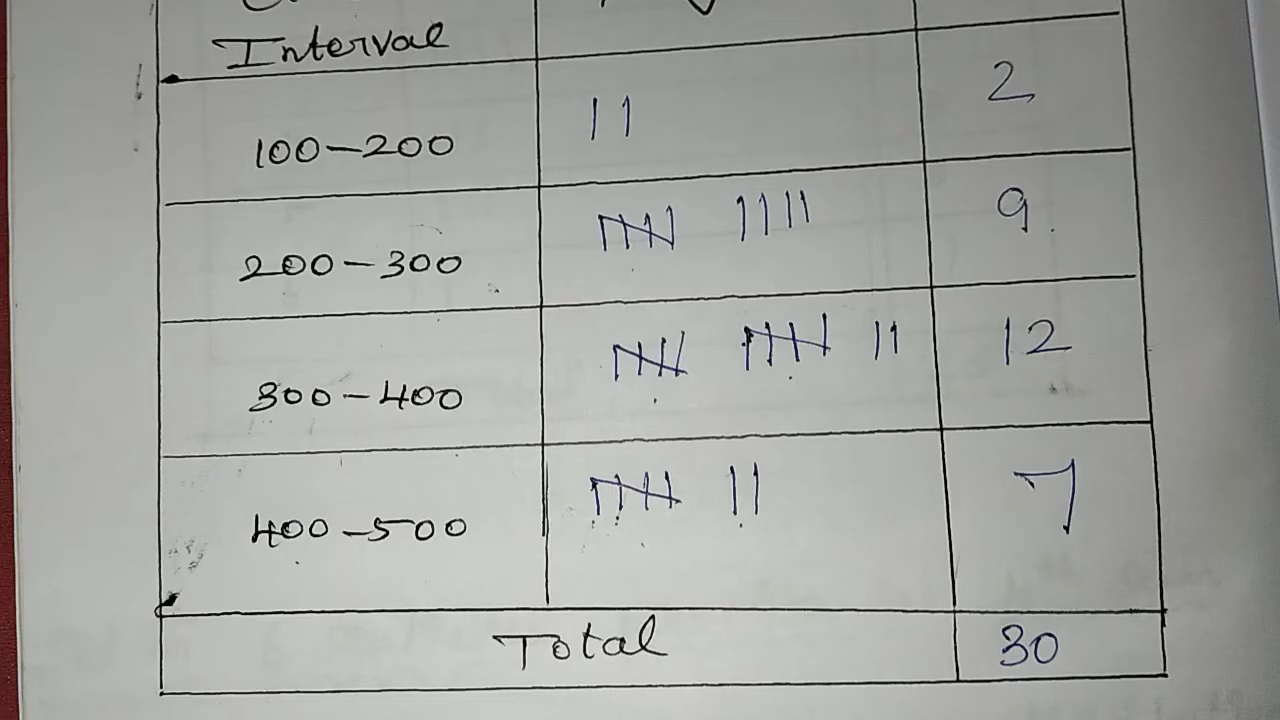 Interval
100-200 || 2
200-300 |||| |||| 9
300-400 |||| |||| || 12
400-500 |||| || 7
Total 30